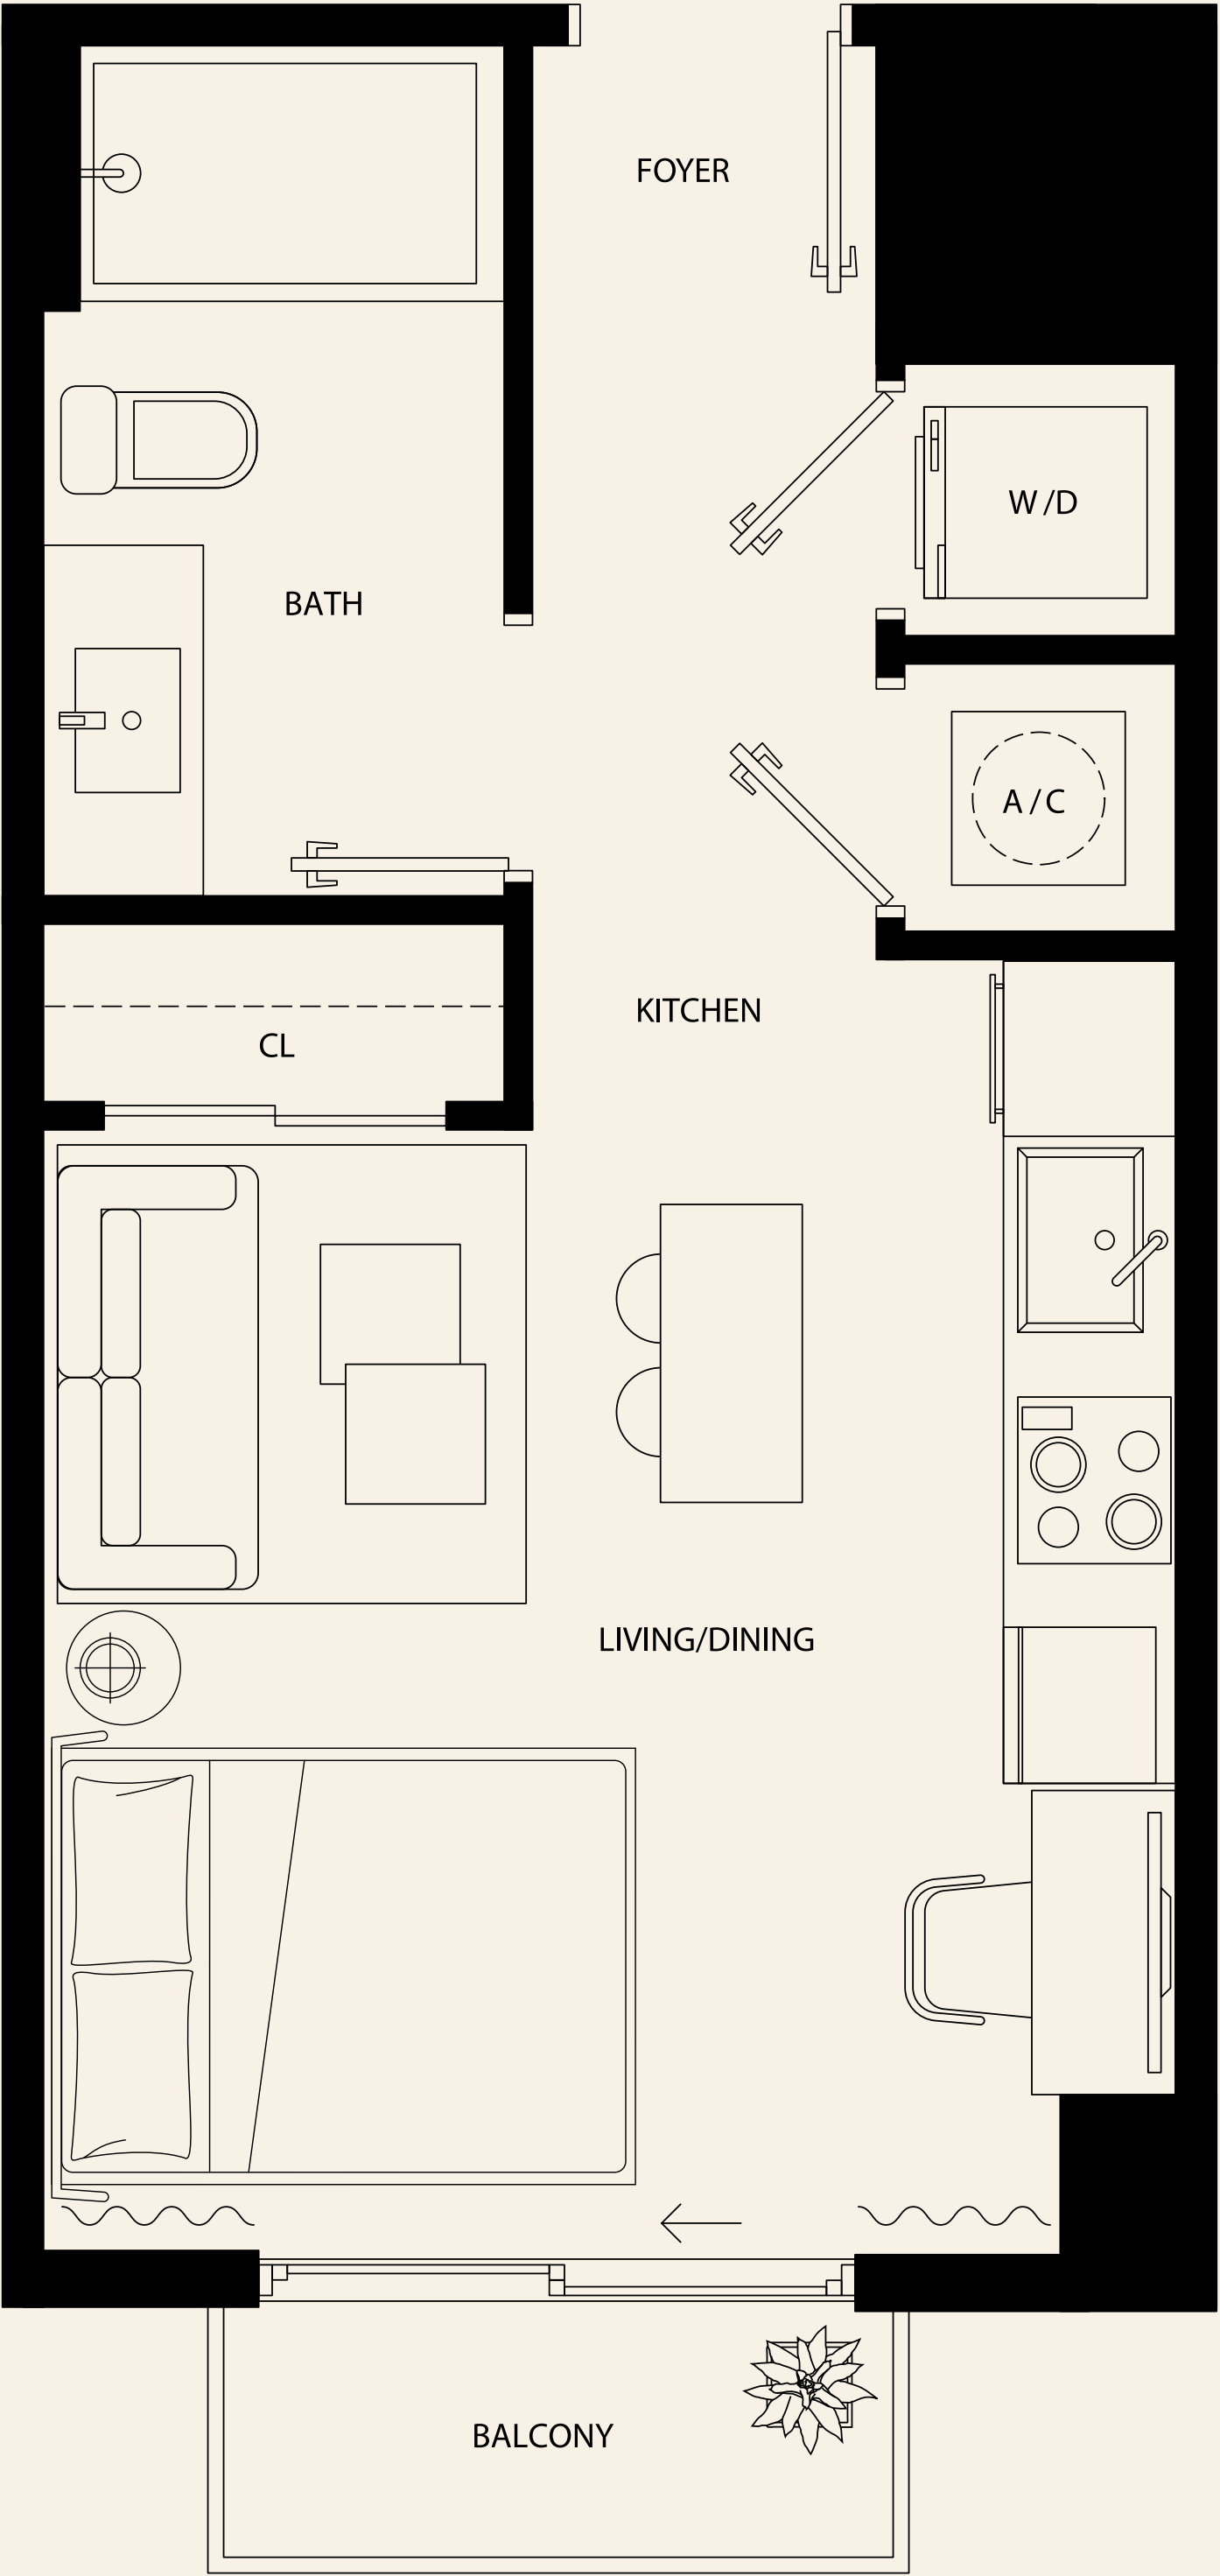 FOYER
W/D
BATH
A/C
KITCHEN
CL
LIVING/DINING
BALCONY